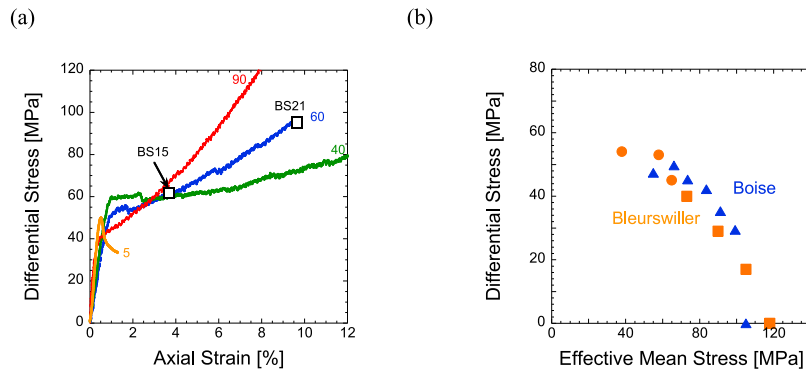 (a)
(b)
Differential Stress [MPa]
120
100
80
60
40
20
0
90
BS21
60
BS15
40
5
0 2 4 6 8 10 12
Axial Strain [%]
Differential Stress [MPa]
80
60
40
20
0
Boise
Bleurswiller
0 40 80 120
Effective Mean Stress [MPa]